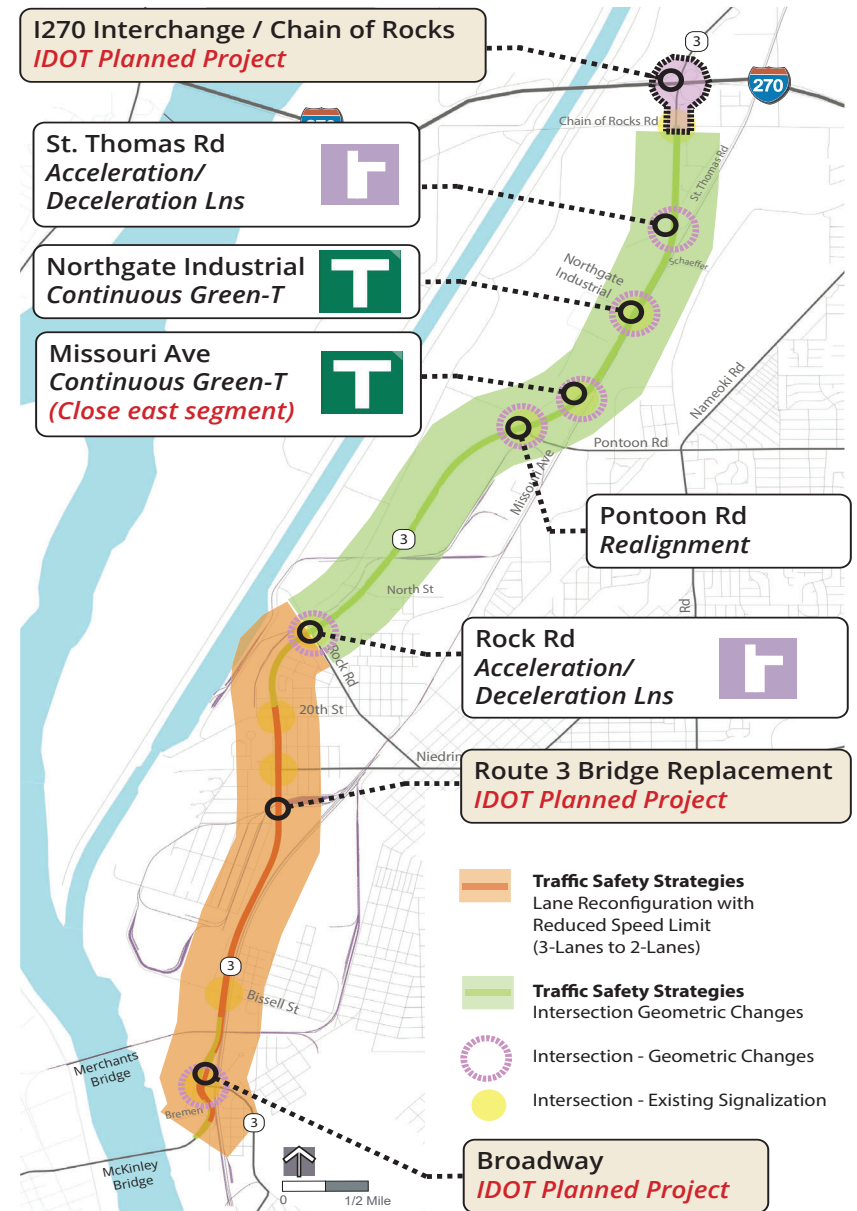 I270 Interchange / Chain of Rocks
IDOT Planned Project
3
270
Chain of Rocks Rd
St. Thomas Rd
Acceleration/
Deceleration Lns
St. Thomas Rd
Schaeffer
Northgate Industrial
Continuous Green-T
T
Northgate
Industrial
Missouri Ave
Continuous Green-T
(Close east segment)
T
Nameoki Rd
Pontoon Rd
Missouri Ave
Pontoon Rd
Realignment
3
North St
Rd
Rock Rd
Acceleration/
Deceleration Lns
Rock Rd
20th St
Niedrin
Route 3 Bridge Replacement
IDOT Planned Project
Traffic Safety Strategies
Lane Reconfiguration with
Reduced Speed Limit
(3-Lanes to 2-Lanes)
3
Bissell St
Traffic Safety Strategies
Intersection Geometric Changes
Intersection - Geometric Changes
Intersection - Existing Signalization
Merchants
Bridge
Bremen
3
McKinley
Bridge
0 1/2 Mile
Broadway
IDOT Planned Project